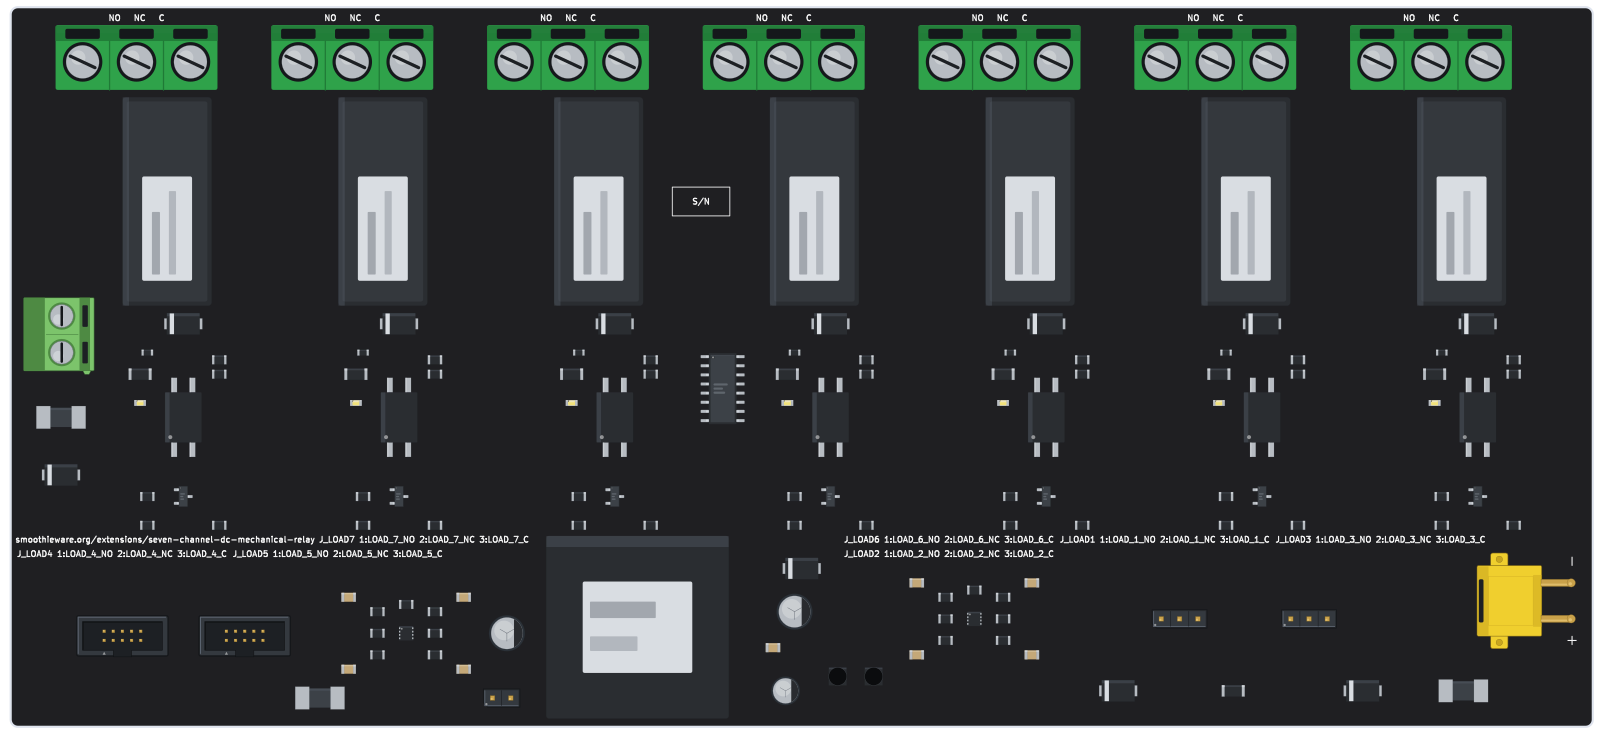 NO NC C NO NC C NO NC C NO NC C NO NC C NO NC C NO NC C
S/N
smoothieware.org/extensions/seven-channel-dc-mechanical-relay J_LOAD7 1:LOAD_7_NO 2:LOAD_7_NC 3:LOAD_7_C
J_LOAD4 1:LOAD_4_NO 2:LOAD_4_NC 3:LOAD_4_C J_LOAD5 1:LOAD_5_NO 2:LOAD_5_NC 3:LOAD_5_C
J_LOAD6 1:LOAD_6_NO 2:LOAD_6_NC 3:LOAD_6_C J_LOAD1 1:LOAD_1_NO 2:LOAD_1_NC 3:LOAD_1_C J_LOAD3 1:LOAD_3_NO 2:LOAD_3_NC 3:LOAD_3_C
J_LOAD2 1:LOAD_2_NO 2:LOAD_2_NC 3:LOAD_2_C
|
+